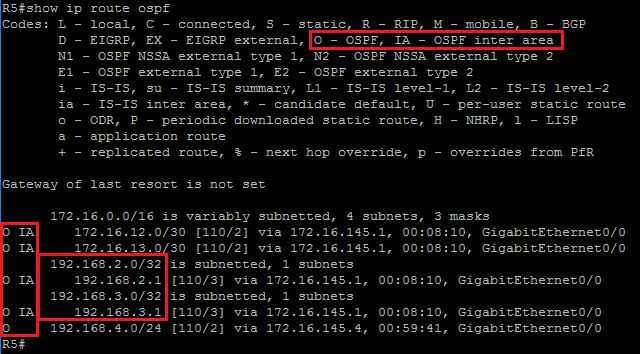 R5#show ip route ospf
Codes: L - local, C - connected, S - static, R - RIP, M - mobile, B - BGP
D - EIGRP, EX - EIGRP external, O - OSPF, IA - OSPF inter area
N1 - OSPF NSSA external type 1, N2 - OSPF NSSA external type 2
E1 - OSPF external type 1, E2 - OSPF external type 2
i - IS-IS, su - IS-IS summary, L1 - IS-IS level-1, L2 - IS-IS level-2
ia - IS-IS inter area, * - candidate default, U - per-user static route
o - ODR, P - periodic downloaded static route, H - NHRP, l - LISP
a - application route
+ - replicated route, % - next hop override, p - overrides from PfR
Gateway of last resort is not set
172.16.0.0/16 is variably subnetted, 4 subnets, 3 masks
O IA 172.16.12.0/30 [110/2] via 172.16.145.1, 00:08:10, GigabitEthernet0/0
O IA 172.16.13.0/30 [110/2] via 172.16.145.1, 00:08:10, GigabitEthernet0/0
192.168.2.0/32 is subnetted, 1 subnets
O IA 192.168.2.1 [110/3] via 172.16.145.1, 00:08:10, GigabitEthernet0/0
192.168.3.0/32 is subnetted, 1 subnets
O IA 192.168.3.1 [110/3] via 172.16.145.1, 00:08:10, GigabitEthernet0/0
O 192.168.4.0/24 [110/2] via 172.16.145.4, 00:59:41, GigabitEthernet0/0
R5#